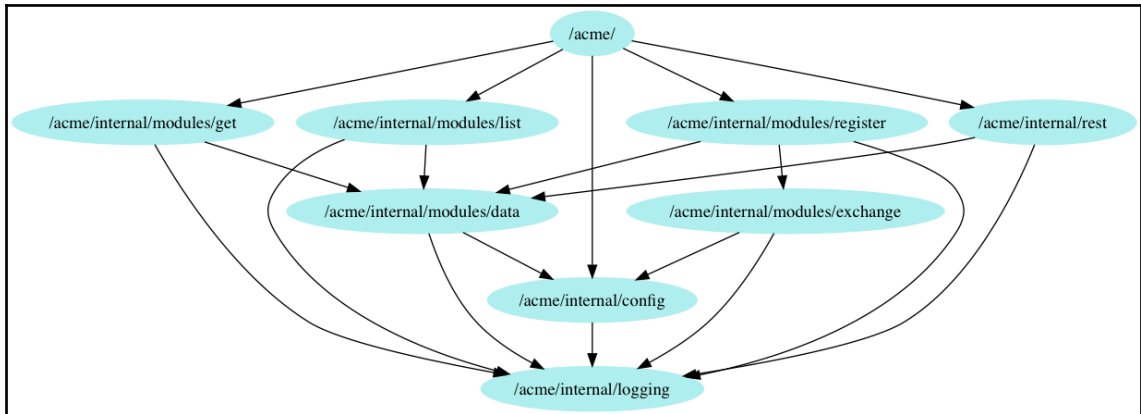 /acme/
/acme/internal/modules/get
/acme/internal/modules/list
/acme/internal/modules/register
/acme/internal/rest
/acme/internal/modules/data
/acme/internal/modules/exchange
/acme/internal/config
/acme/internal/logging